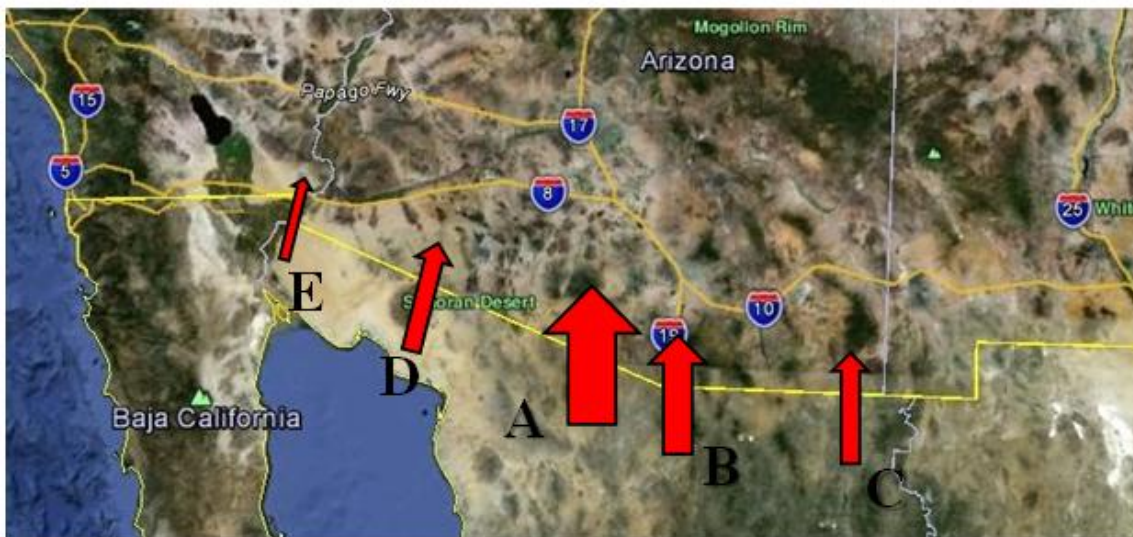 Mogollon Rim
Arizona
15
Papago Fwy
17
5
8
25
Whit
E
Sonoran Desert
10
19
D
A
Baja California
B
C